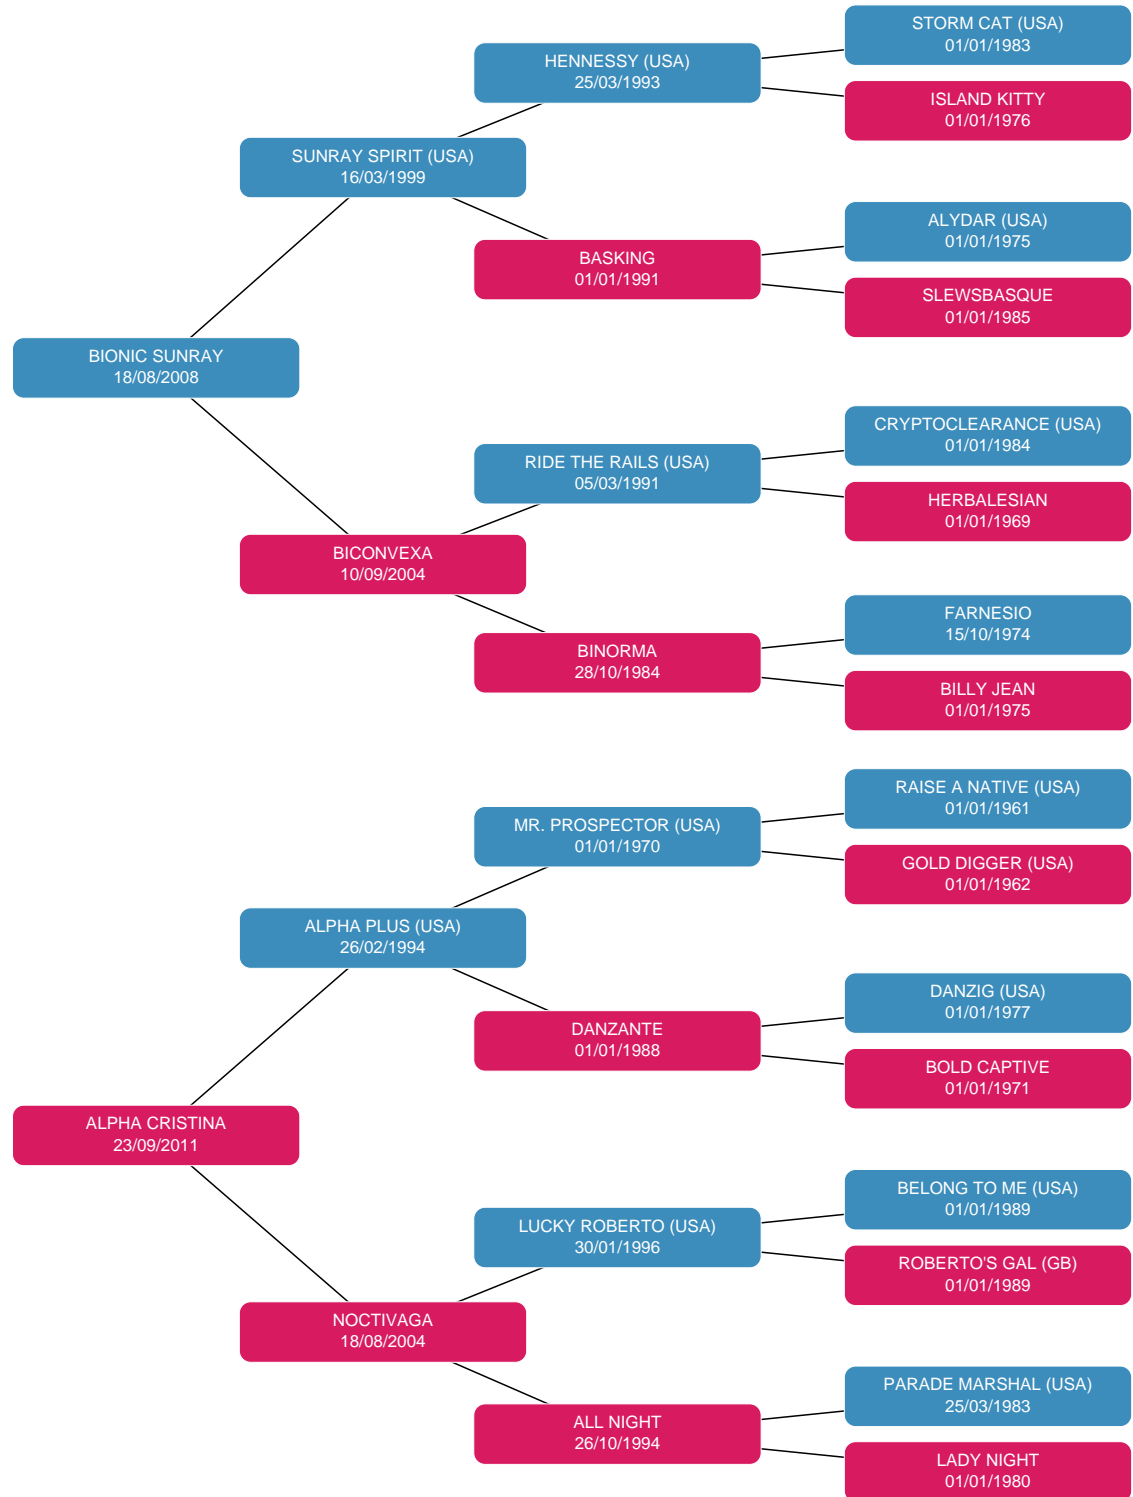 STORM CAT (USA)
01/01/1983
HENNESSY (USA)
25/03/1993
ISLAND KITTY
01/01/1976
SUNRAY SPIRIT (USA)
16/03/1999
ALYDAR (USA)
01/01/1975
BASKING
01/01/1991
SLEWSBASQUE
01/01/1985
BIONIC SUNRAY
18/08/2008
CRYPTOCLEARANCE (USA)
01/01/1984
RIDE THE RAILS (USA)
05/03/1991
HERBALESIAN
01/01/1969
BICONVEXA
10/09/2004
FARNESIO
15/10/1974
BINORMA
28/10/1984
BILLY JEAN
01/01/1975
RAISE A NATIVE (USA)
01/01/1961
MR. PROSPECTOR (USA)
01/01/1970
GOLD DIGGER (USA)
01/01/1962
ALPHA PLUS (USA)
26/02/1994
DANZIG (USA)
01/01/1977
DANZANTE
01/01/1988
BOLD CAPTIVE
01/01/1971
ALPHA CRISTINA
23/09/2011
BELONG TO ME (USA)
01/01/1989
LUCKY ROBERTO (USA)
30/01/1996
ROBERTO'S GAL (GB)
01/01/1989
NOCTIVAGA
18/08/2004
PARADE MARSHAL (USA)
25/03/1983
ALL NIGHT
26/10/1994
LADY NIGHT
01/01/1980